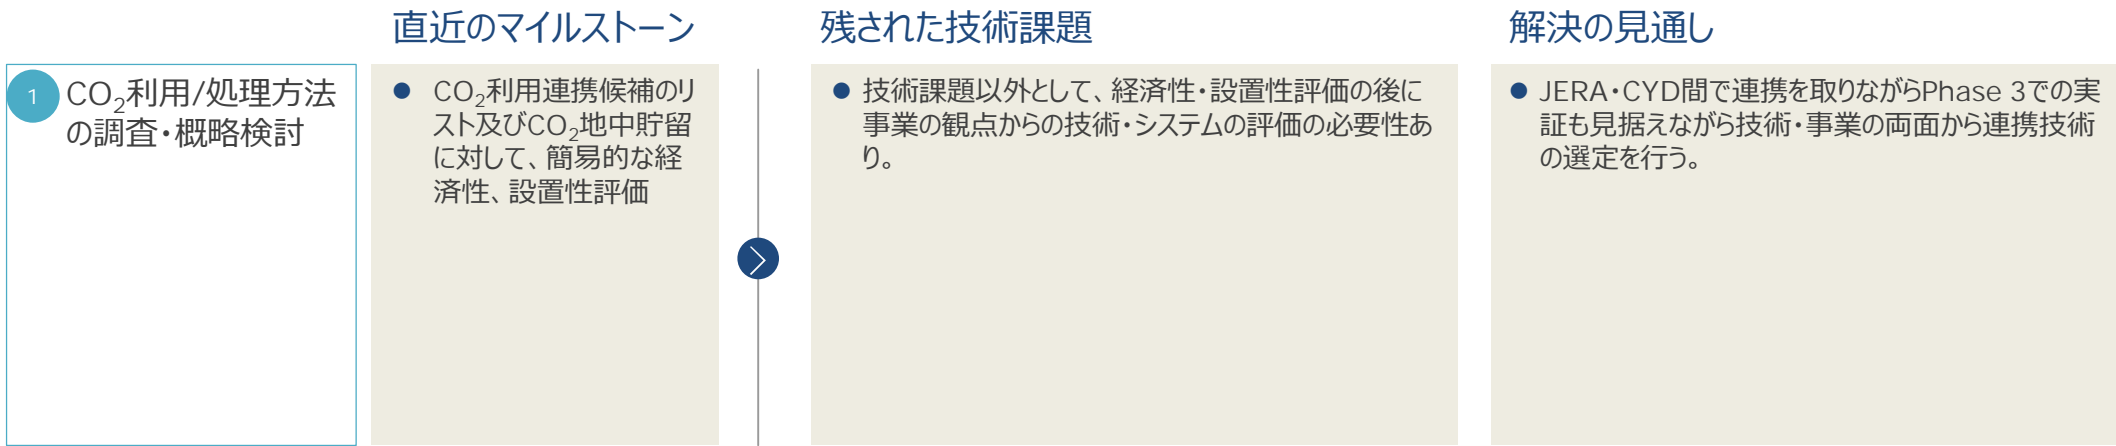 直近のマイルストーン
残された技術課題
解決の見通し
1
CO₂利用/処理方法
の調査・概略検討
● CO₂利用連携候補のリ
スト及びCO₂地中貯留
に対して、簡易的な経
済性、設置性評価
● 技術課題以外として、経済性・設置性評価の後に
事業の観点からの技術・システムの評価の必要性あ
り。
● JERA・CYD間で連携を取りながらPhase 3での実
証も見据えながら技術・事業の両面から連携技術
の選定を行う。